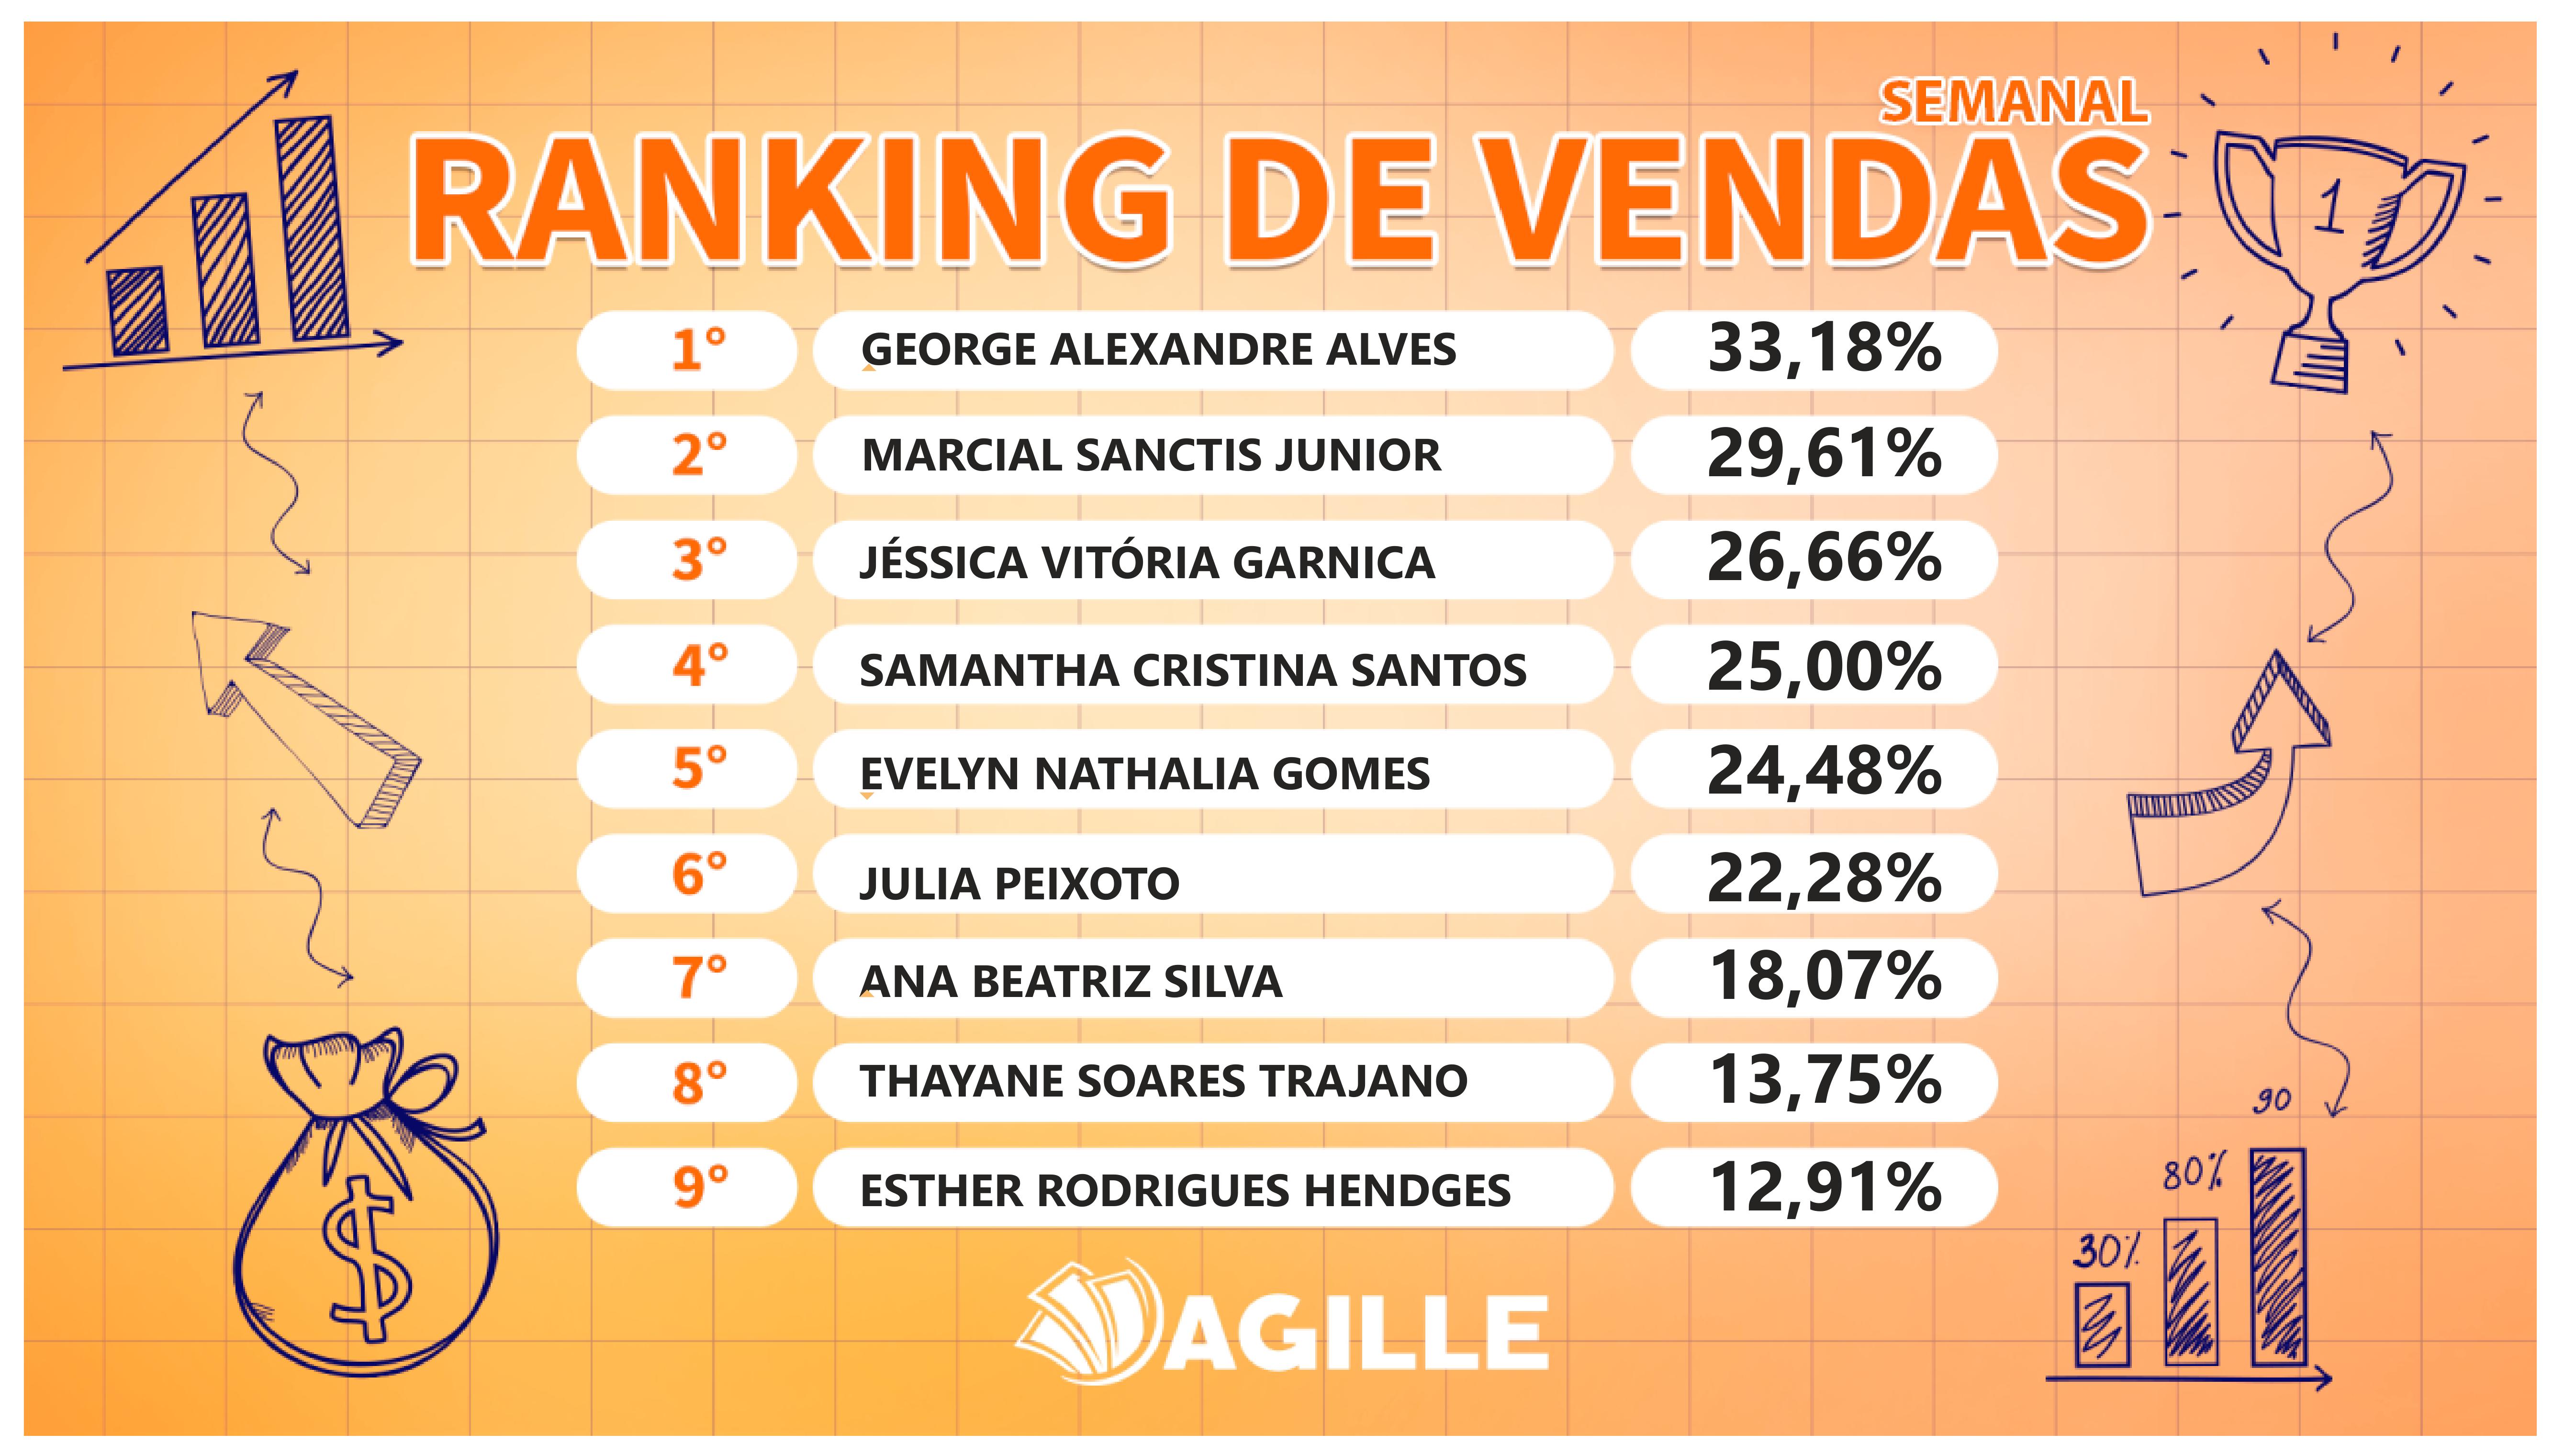 SEMANAL
RANKING DE VENDAS
1
1° GEORGE ALEXANDRE ALVES 33,18%
2° MARCIAL SANCTIS JUNIOR 29,61%
3° JÉSSICA VITÓRIA GARNICA 26,66%
4° SAMANTHA CRISTINA SANTOS 25,00%
5° EVELYN NATHALIA GOMES 24,48%
6° JULIA PEIXOTO 22,28%
7° ANA BEATRIZ SILVA 18,07%
8° THAYANE SOARES TRAJANO 13,75%
9° ESTHER RODRIGUES HENDGES 12,91%
$
90
80%
30%
AGILLE